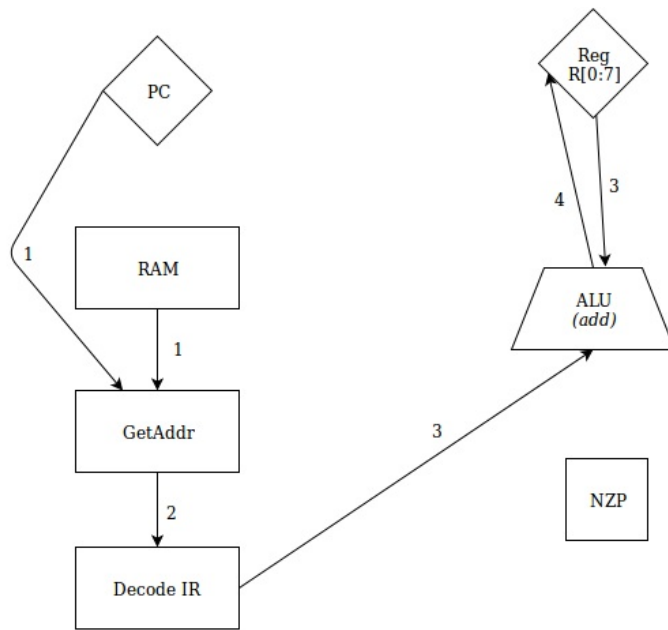 PC
Reg
R[0:7]
1
3
4
RAM
ALU
(add)
1
GetAddr
3
2
NZP
Decode IR